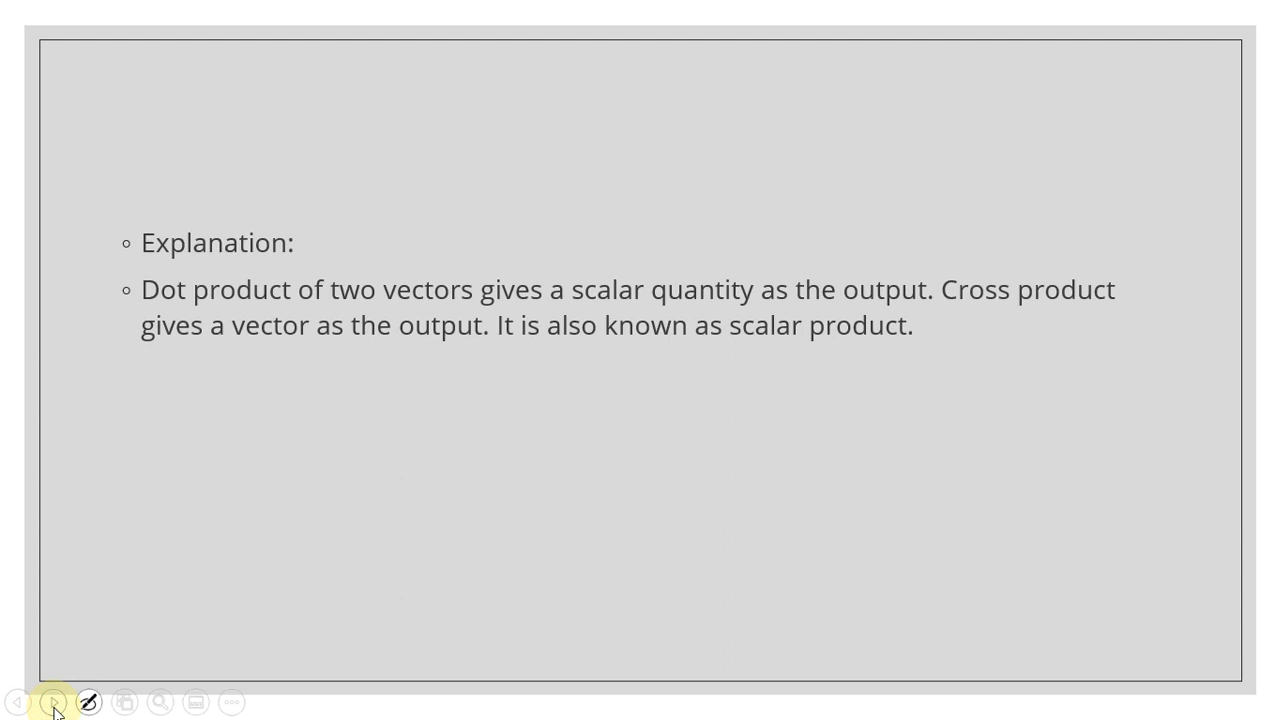 Explanation:
Dot product of two vectors gives a scalar quantity as the output. Cross product
gives a vector as the output. It is also known as scalar product.